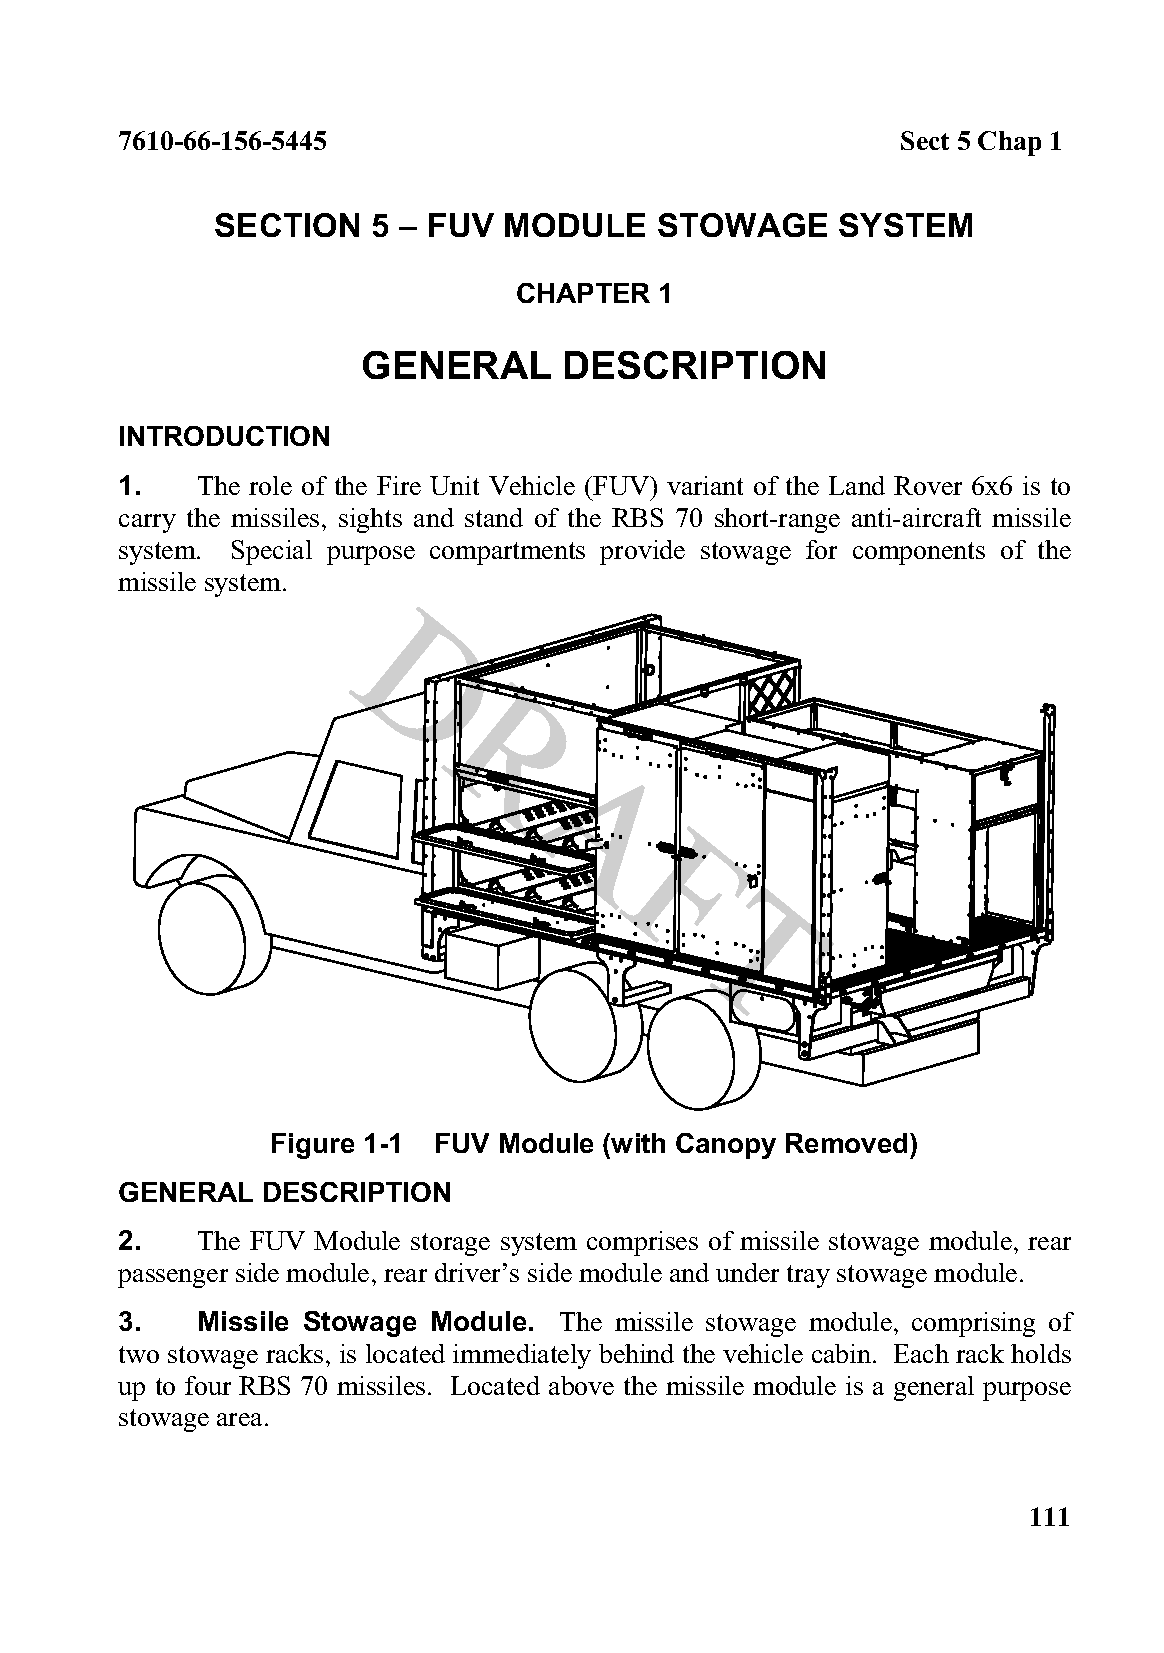 7610-66-156-5445 Sect 5 Chap 1
SECTION 5 – FUV MODULE STOWAGE SYSTEM
CHAPTER 1
GENERAL DESCRIPTION
INTRODUCTION
1. The role of the Fire Unit Vehicle (FUV) variant of the Land Rover 6x6 is to
carry the missiles, sights and stand of the RBS 70 short-range anti-aircraft missile
system. Special purpose compartments provide stowage for components of the
missile system.
DRAFT
Figure 1-1 FUV Module (with Canopy Removed)
GENERAL DESCRIPTION
2. The FUV Module storage system comprises of missile stowage module, rear
passenger side module, rear driver’s side module and under tray stowage module.
3. Missile Stowage Module. The missile stowage module, comprising of
two stowage racks, is located immediately behind the vehicle cabin. Each rack holds
up to four RBS 70 missiles. Located above the missile module is a general purpose
stowage area.
111